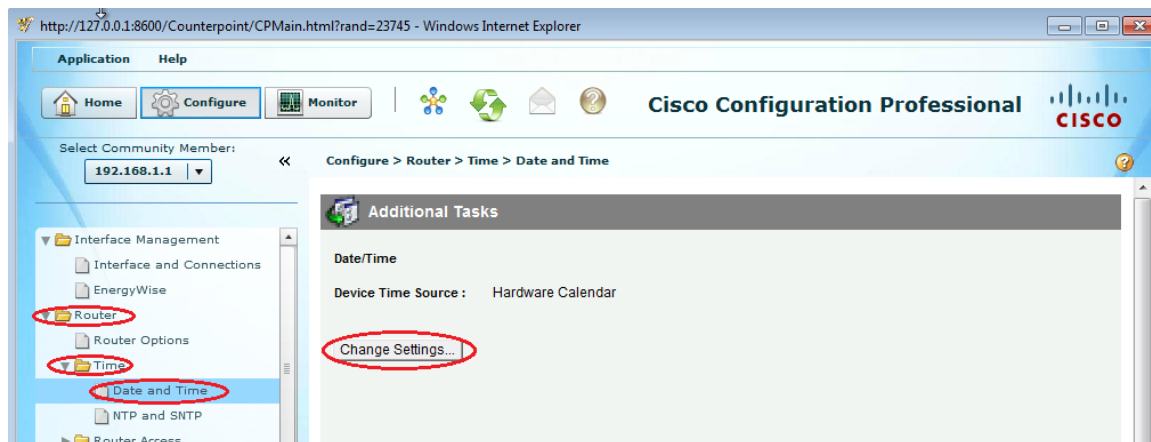 http://127.0.0.1:8600/Counterpoint/CPMain.html?rand=23745 - Windows Internet Explorer
Application Help
Home Configure Monitor Cisco Configuration Professional
CISCO
Select Community Member:
192.168.1.1
Configure > Router > Time > Date and Time
Additional Tasks
Interface Management
Interface and Connections
EnergyWise
Router
Router Options
Time
Date and Time
NTP and SNTP
Router Access
Date/Time
Device Time Source : Hardware Calendar
Change Settings...